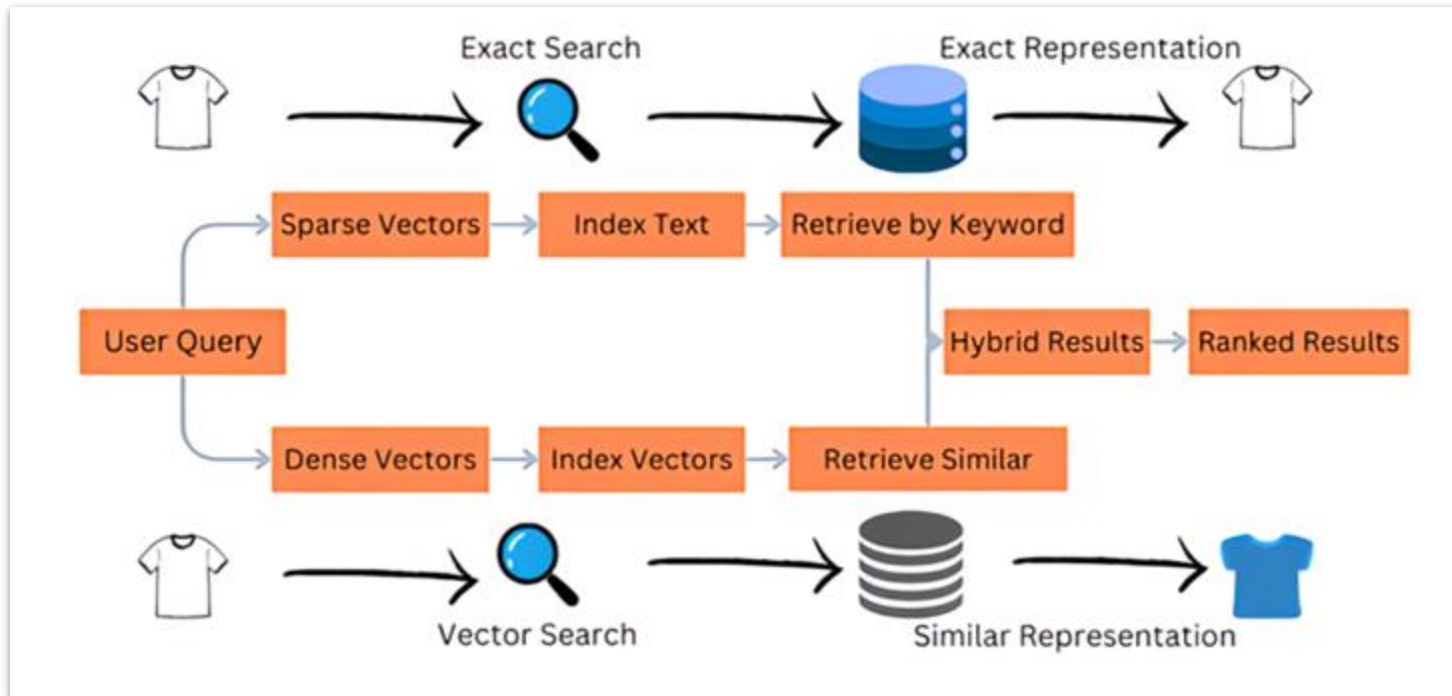 Exact Search
Exact Representation
Sparse Vectors
Index Text
Retrieve by Keyword
User Query
Hybrid Results
Ranked Results
Dense Vectors
Index Vectors
Retrieve Similar
Vector Search
Similar Representation